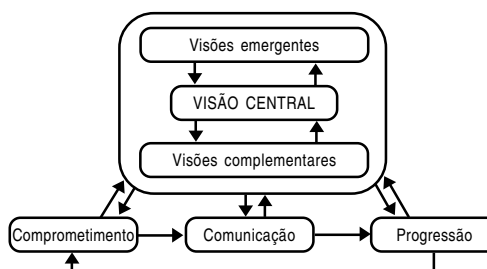 Visões emergentes
VISÃO CENTRAL
Visões complementares
Comprometimento
Comunicação
Progressão